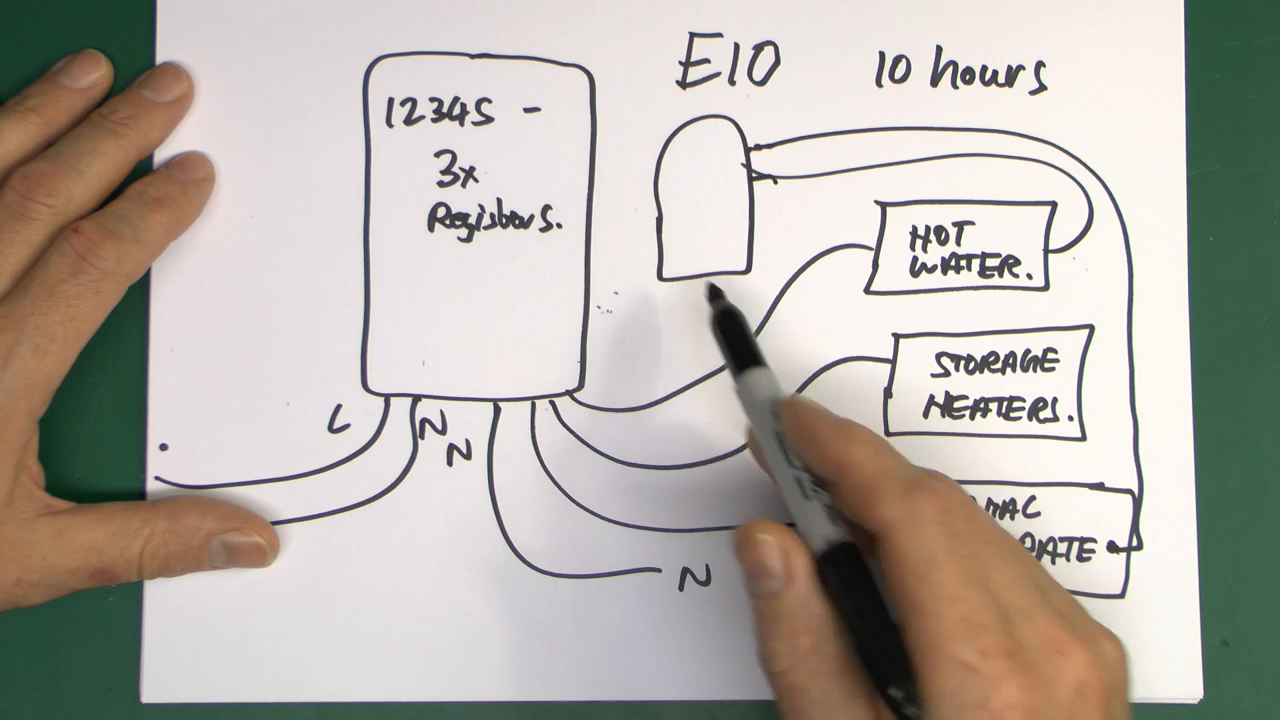 E10 10 hours
12345 -
3x
Registers.
HOT
WATER.
STORAGE
HEATERS.
L N
N
N